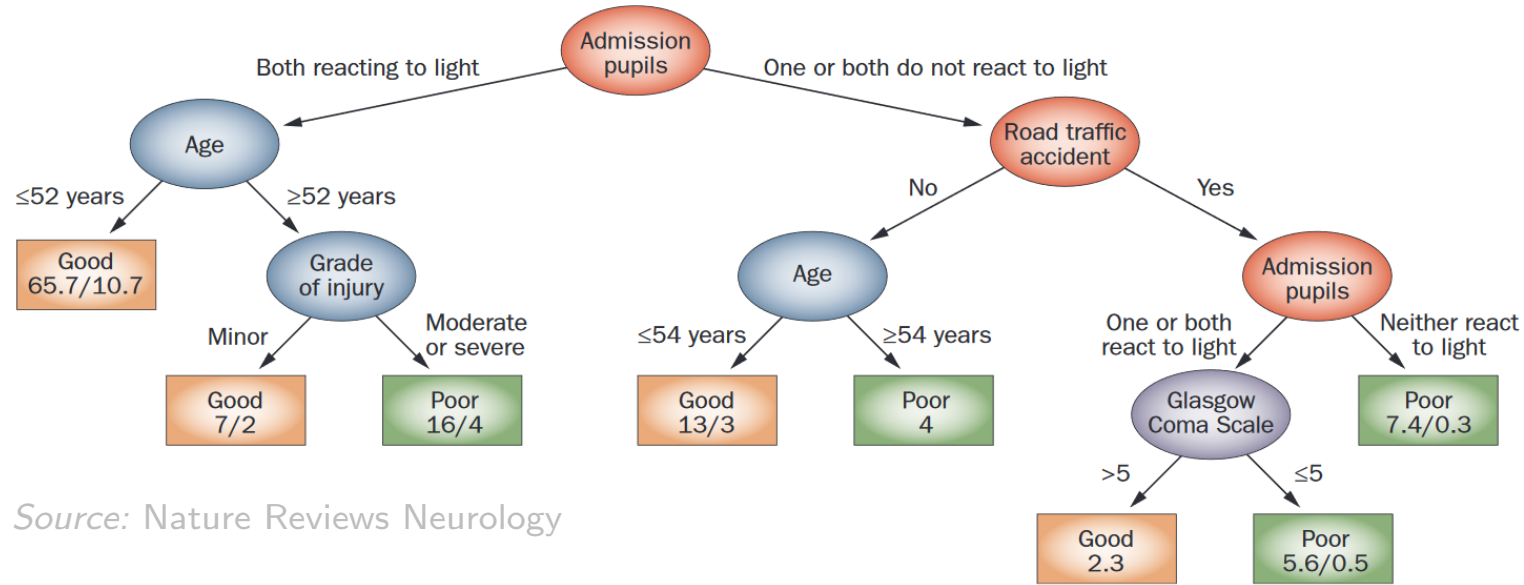 Admission
pupils
Both reacting to light
One or both do not react to light
Age
Road traffic
accident
≤52 years
≥52 years
No
Yes
Good
65.7/10.7
Grade
of injury
Age
Admission
pupils
Minor
Moderate
or severe
≤54 years
≥54 years
One or both
react to light
Neither react
to light
Good
7/2
Poor
16/4
Good
13/3
Poor
4
Glasgow
Coma Scale
Poor
7.4/0.3
>5
≤5
Good
2.3
Poor
5.6/0.5
Source: Nature Reviews Neurology